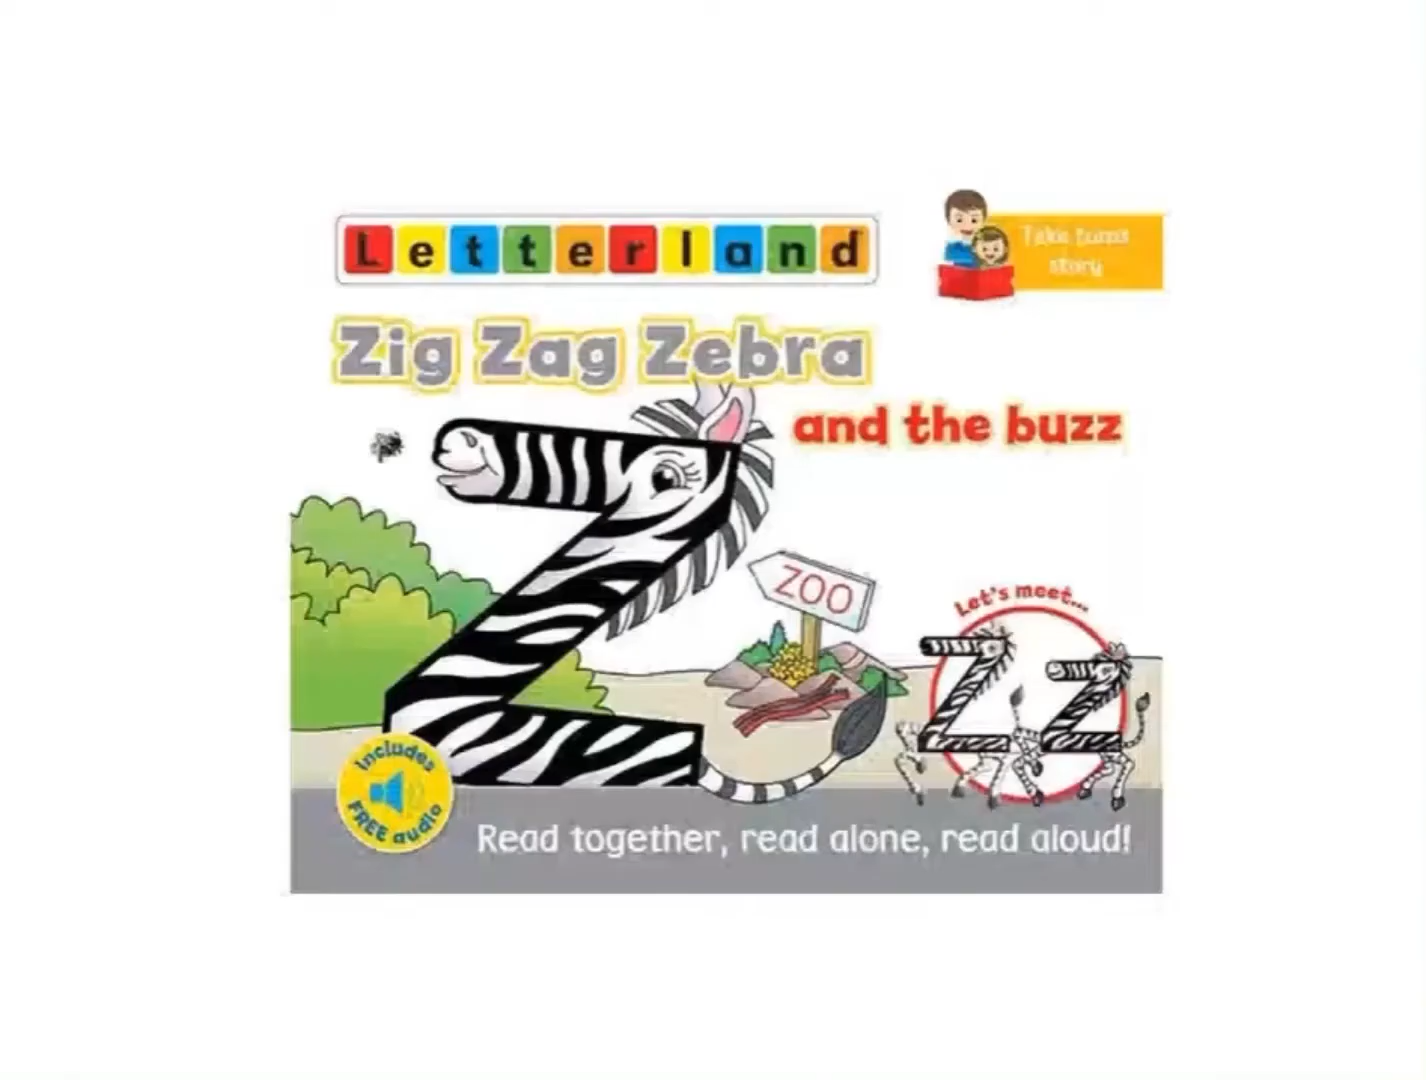 Letterland
Take turns
story
Zig Zag Zebra
and the buzz
ZOO
Let's meet...
Z z
Includes
FREE audio
Read together, read alone, read aloud!